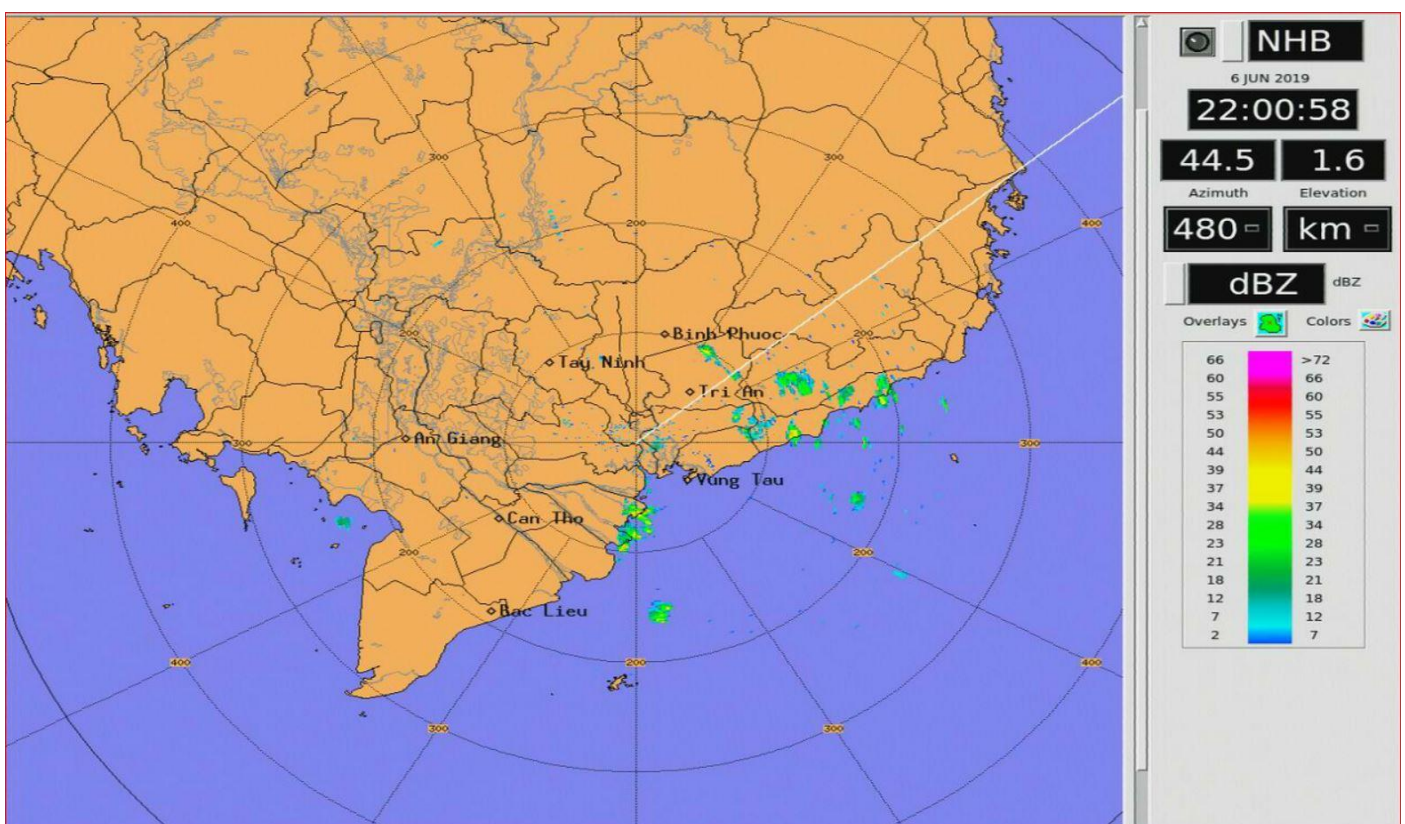 NHB
6 JUN 2019
22:00:58
44.5 1.6
Azimuth Elevation
480 km
dBZ dBZ
Overlays Colors
66 >72
60 66
55 60
53 55
50 53
44 50
39 44
37 39
34 37
28 34
23 28
21 23
18 21
12 18
7 12
2 7
300 300
400 200 400
200 Binh Phuoc 200
Tay Ninh
Tri An
300 An Giang 300
Vung Tau
Can Tho
200 200
Bac Lieu
400 200 400
300 300